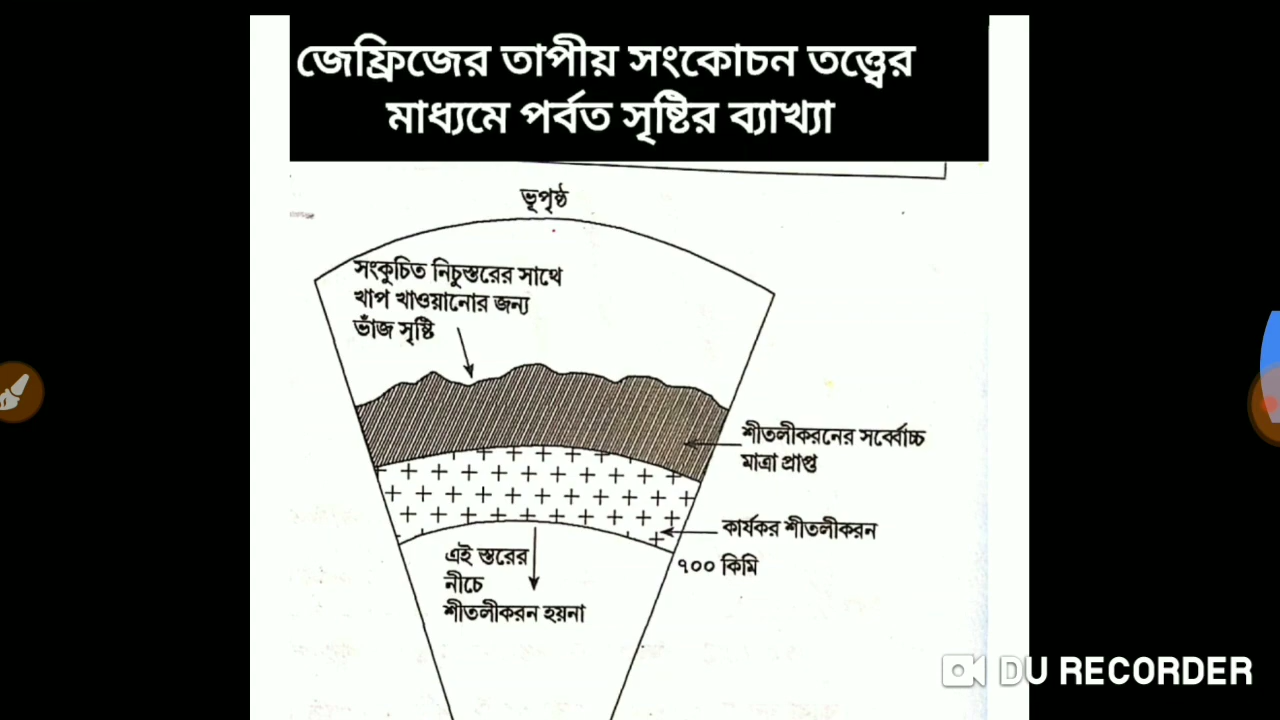 জেফ্রিজের তাপীয় সংকোচন তত্ত্বের
মাধ্যমে পর্বত সৃষ্টির ব্যাখ্যা
ভূপৃষ্ঠ
সংকুচিত নিচুস্তরের সাথে
খাপ খাওয়ানোর জন্য
ভাঁজ সৃষ্টি
শীতলীকরনের সর্ব্বোচ্চ
মাত্রা প্রাপ্ত
কার্যকর শীতলীকরন
৭০০ কিমি
এই স্তরের
নীচে
শীতলীকরন হয়না
DU RECORDER